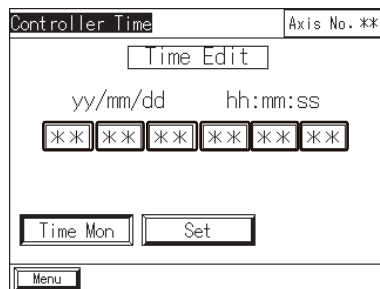 Controller Time Axis No. **
Time Edit
yy/mm/dd hh:mm:ss
** ** ** ** ** **
Time Mon Set
Menu